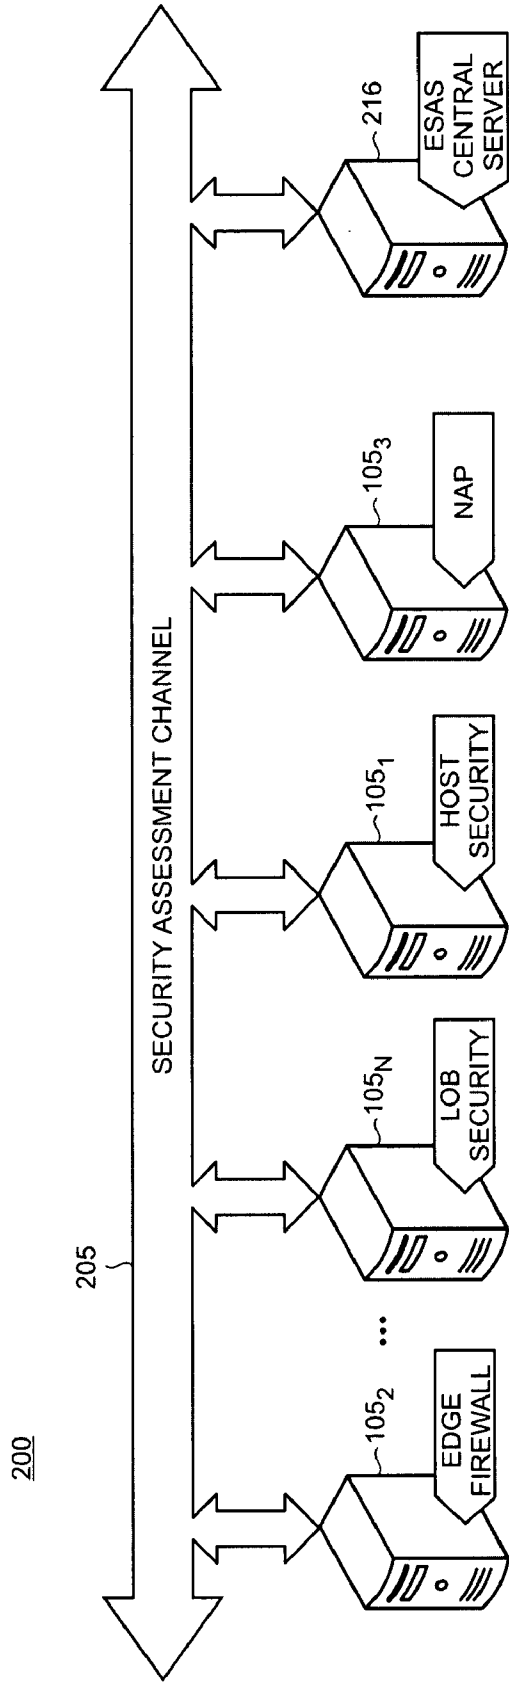 200
205
SECURITY ASSESSMENT CHANNEL
105₂
105_N
105₁
105₃
216
...
EDGE
FIREWALL
LOB
SECURITY
HOST
SECURITY
NAP
ESAS
CENTRAL
SERVER